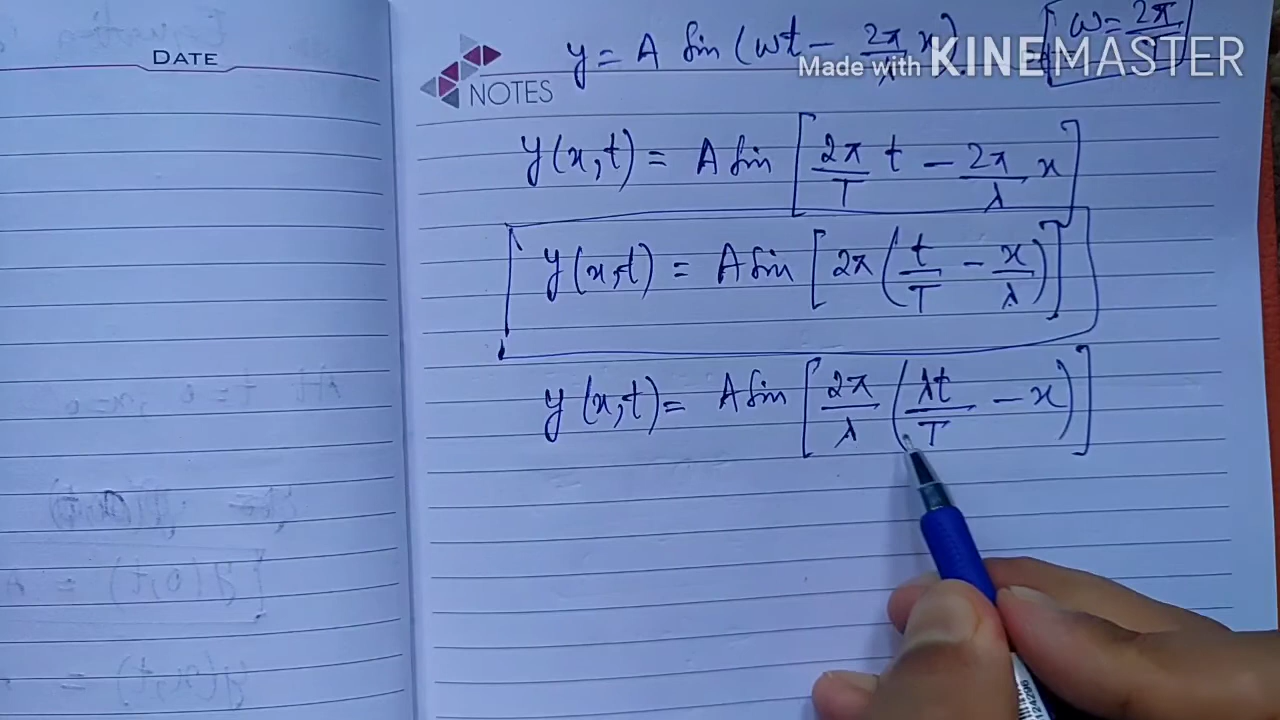 DATE
NOTES
Made with KINEMASTER
y = A Sin (ωt - 2π/λ x) [ω = 2π/T]
y(x,t) = A Sin [2π/T t - 2π/λ x]
y(x,t) = A Sin [2π (t/T - x/λ)]
y(x,t) = A Sin [2π/λ (λt/T - x)]